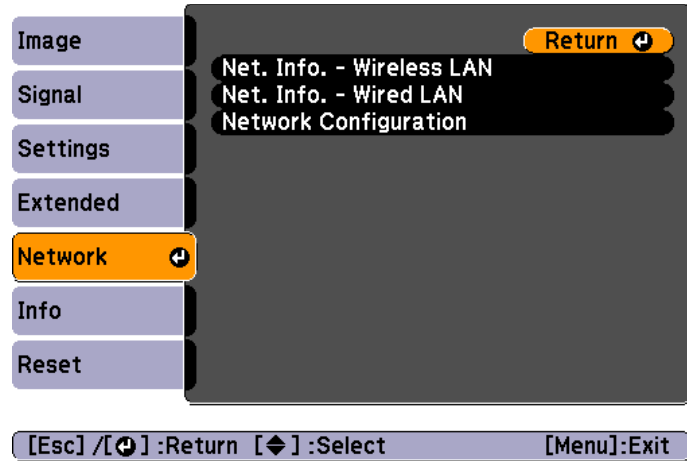 Image
Signal
Settings
Extended
Network
Info
Reset
Return
Net. Info. - Wireless LAN
Net. Info. - Wired LAN
Network Configuration
[Esc] /[⏎] :Return [◆] :Select [Menu]:Exit